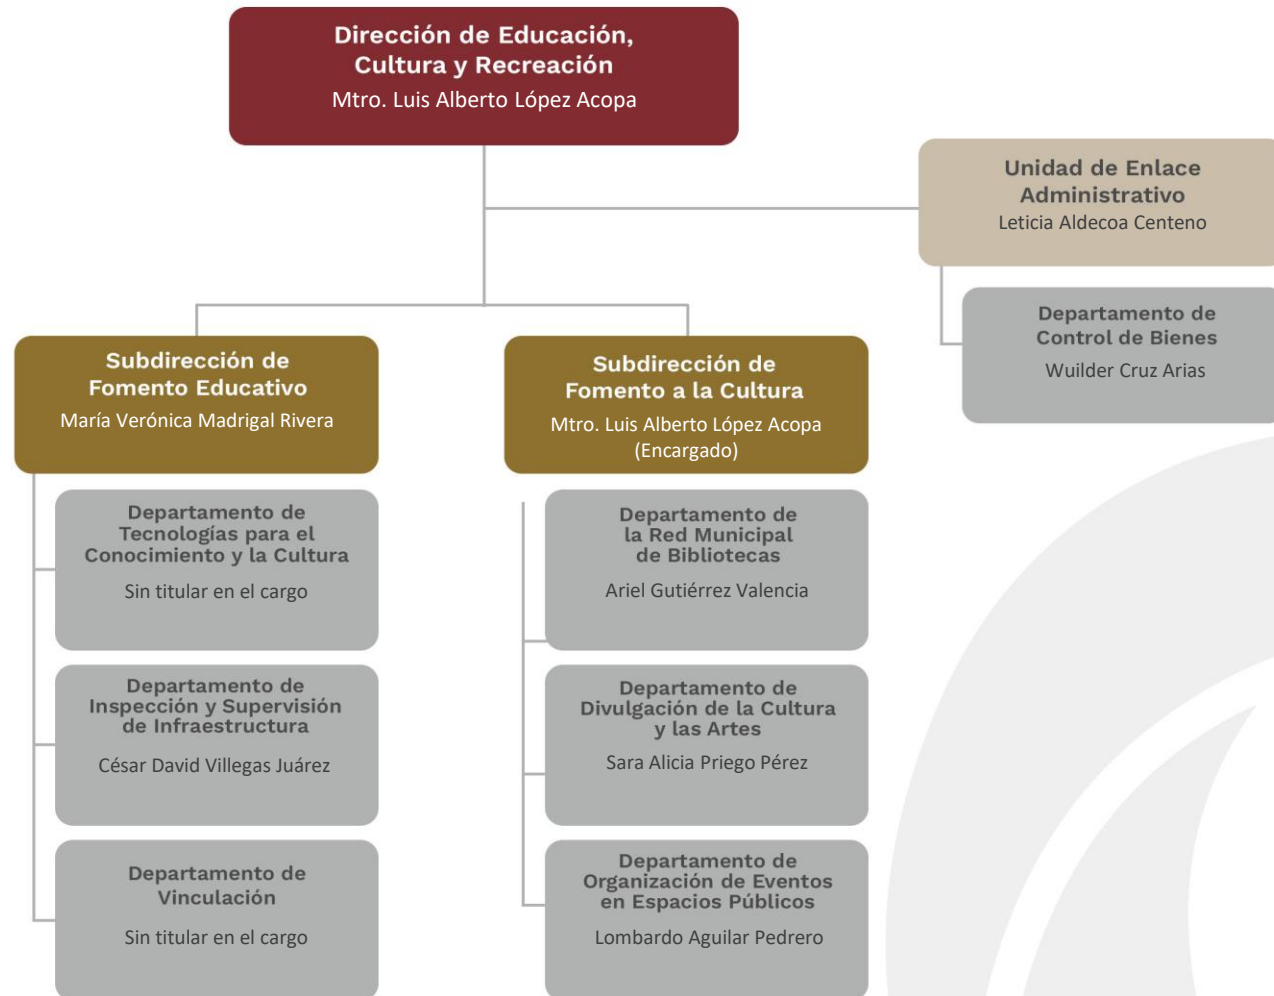 Dirección de Educación,
Cultura y Recreación
Mtro. Luis Alberto López Acopa
Unidad de Enlace
Administrativo
Leticia Aldecoa Centeno
Departamento de
Control de Bienes
Wuilder Cruz Arias
Subdirección de
Fomento Educativo
María Verónica Madrigal Rivera
Subdirección de
Fomento a la Cultura
Mtro. Luis Alberto López Acopa
(Encargado)
Departamento de
Tecnologías para el
Conocimiento y la Cultura
Sin titular en el cargo
Departamento de
Inspección y Supervisión
de Infraestructura
César David Villegas Juárez
Departamento de
Vinculación
Sin titular en el cargo
Departamento de
la Red Municipal
de Bibliotecas
Ariel Gutiérrez Valencia
Departamento de
Divulgación de la Cultura
y las Artes
Sara Alicia Priego Pérez
Departamento de
Organización de Eventos
en Espacios Públicos
Lombardo Aguilar Pedrero